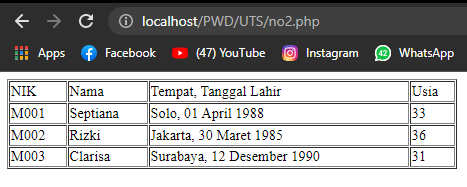 localhost/PWD/UTS/no2.php
Apps Facebook (47) YouTube Instagram 42 WhatsApp
NIK Nama Tempat, Tanggal Lahir Usia
M001 Septiana Solo, 01 April 1988 33
M002 Rizki Jakarta, 30 Maret 1985 36
M003 Clarisa Surabaya, 12 Desember 1990 31